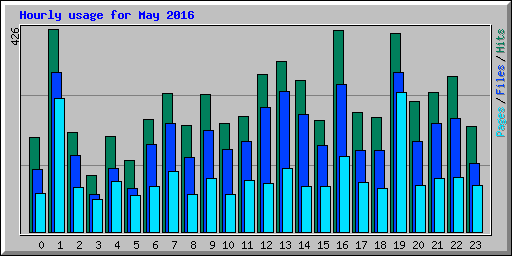 Hourly usage for May 2016
426
Pages/Files/Hits
0 1 2 3 4 5 6 7 8 9 10 11 12 13 14 15 16 17 18 19 20 21 22 23